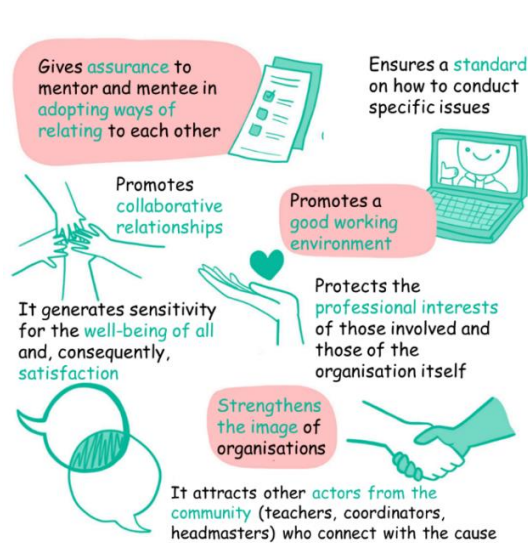 Gives assurance to
mentor and mentee in
adopting ways of
relating to each other
Ensures a standard
on how to conduct
specific issues
Promotes
collaborative
relationships
Promotes a
good working
environment
It generates sensitivity
for the well-being of all
and, consequently,
satisfaction
Protects the
professional interests
of those involved and
those of the
organisation itself
Strengthens
the image of
organisations
It attracts other actors from the
community (teachers, coordinators,
headmasters) who connect with the cause